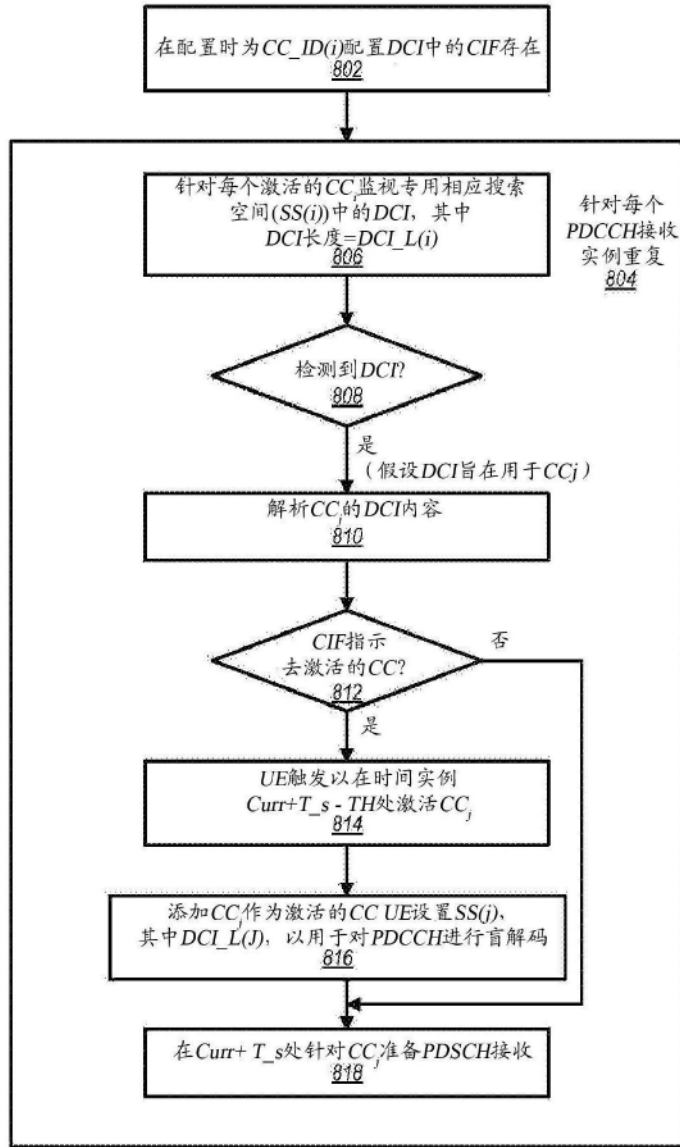 在配置时为CC_ID(i)配置DCI中的CIF存在
802
针对每个激活的CCi监视专用相应搜索
空间(SS(i))中的DCI，其中
DCI长度=DCI_L(i)
806
针对每个
PDCCH接收
实例重复
804
检测到DCI?
808
是
（假设DCI旨在用于CCj）
解析CCj的DCI内容
810
CIF指示
去激活的CC?
812
否
是
UE触发以在时间实例
Curr+T_s - TH处激活CCj
814
添加CCj作为激活的CC UE设置SS(j),
其中DCI_L(J)，以用于对PDCCH进行盲解码
816
在Curr+ T_s处针对CCj准备PDSCH接收
818